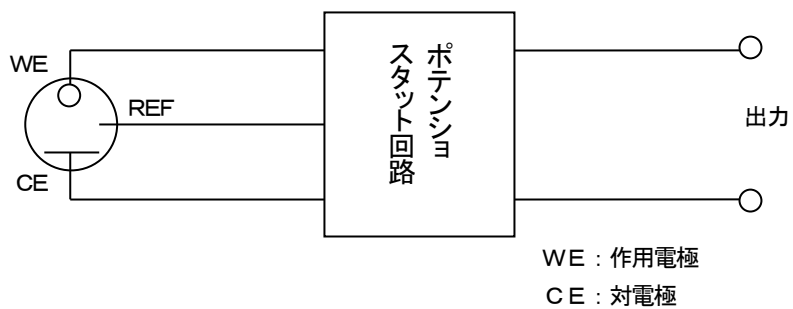 WE
REF
CE
ポテンショ
スタット回路
出力
ＷＥ：作用電極
ＣＥ：対電極